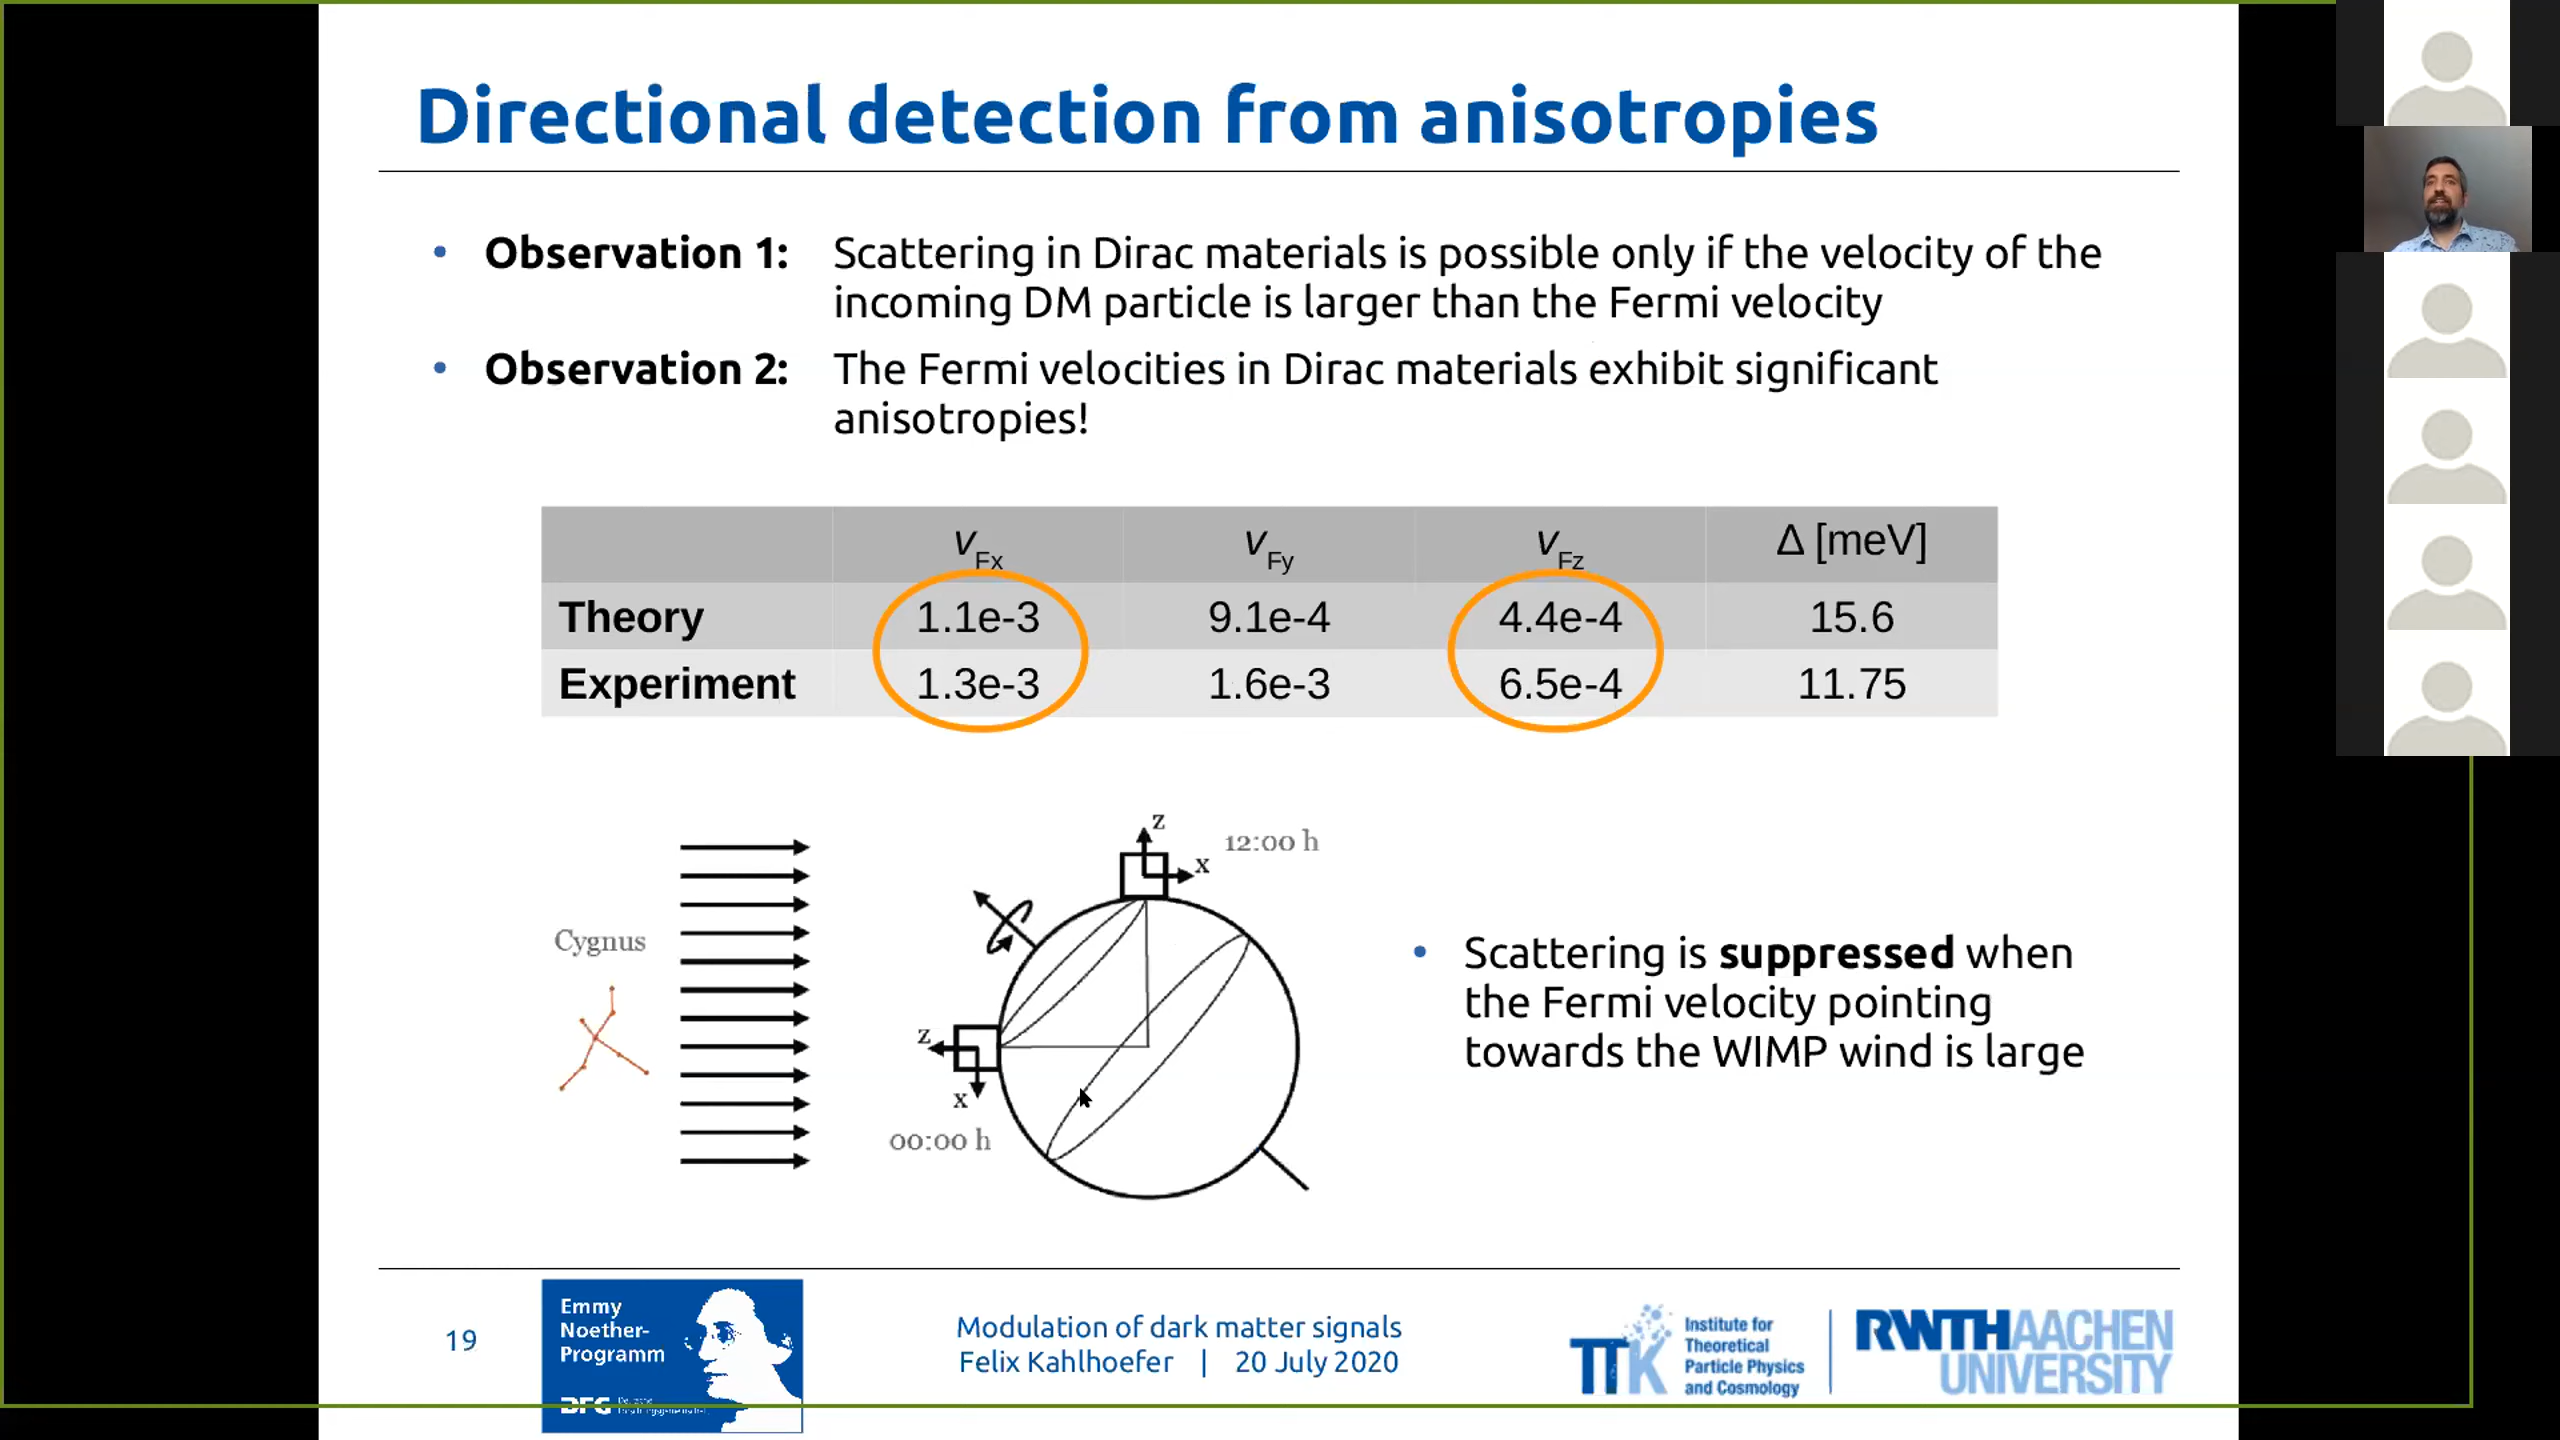 Directional detection from anisotropies
• Observation 1: Scattering in Dirac materials is possible only if the velocity of the
incoming DM particle is larger than the Fermi velocity
• Observation 2: The Fermi velocities in Dirac materials exhibit significant
anisotropies!
vFx vFy vFz Δ [meV]
Theory 1.1e-3 9.1e-4 4.4e-4 15.6
Experiment 1.3e-3 1.6e-3 6.5e-4 11.75
z
12:00 h
x
Cygnus
z
x
00:00 h
• Scattering is suppressed when
the Fermi velocity pointing
towards the WIMP wind is large
19
Emmy
Noether-
Programm
DFG
Modulation of dark matter signals
Felix Kahlhoefer | 20 July 2020
TTK
Institute for
Theoretical
Particle Physics
and Cosmology
RWTH AACHEN
UNIVERSITY